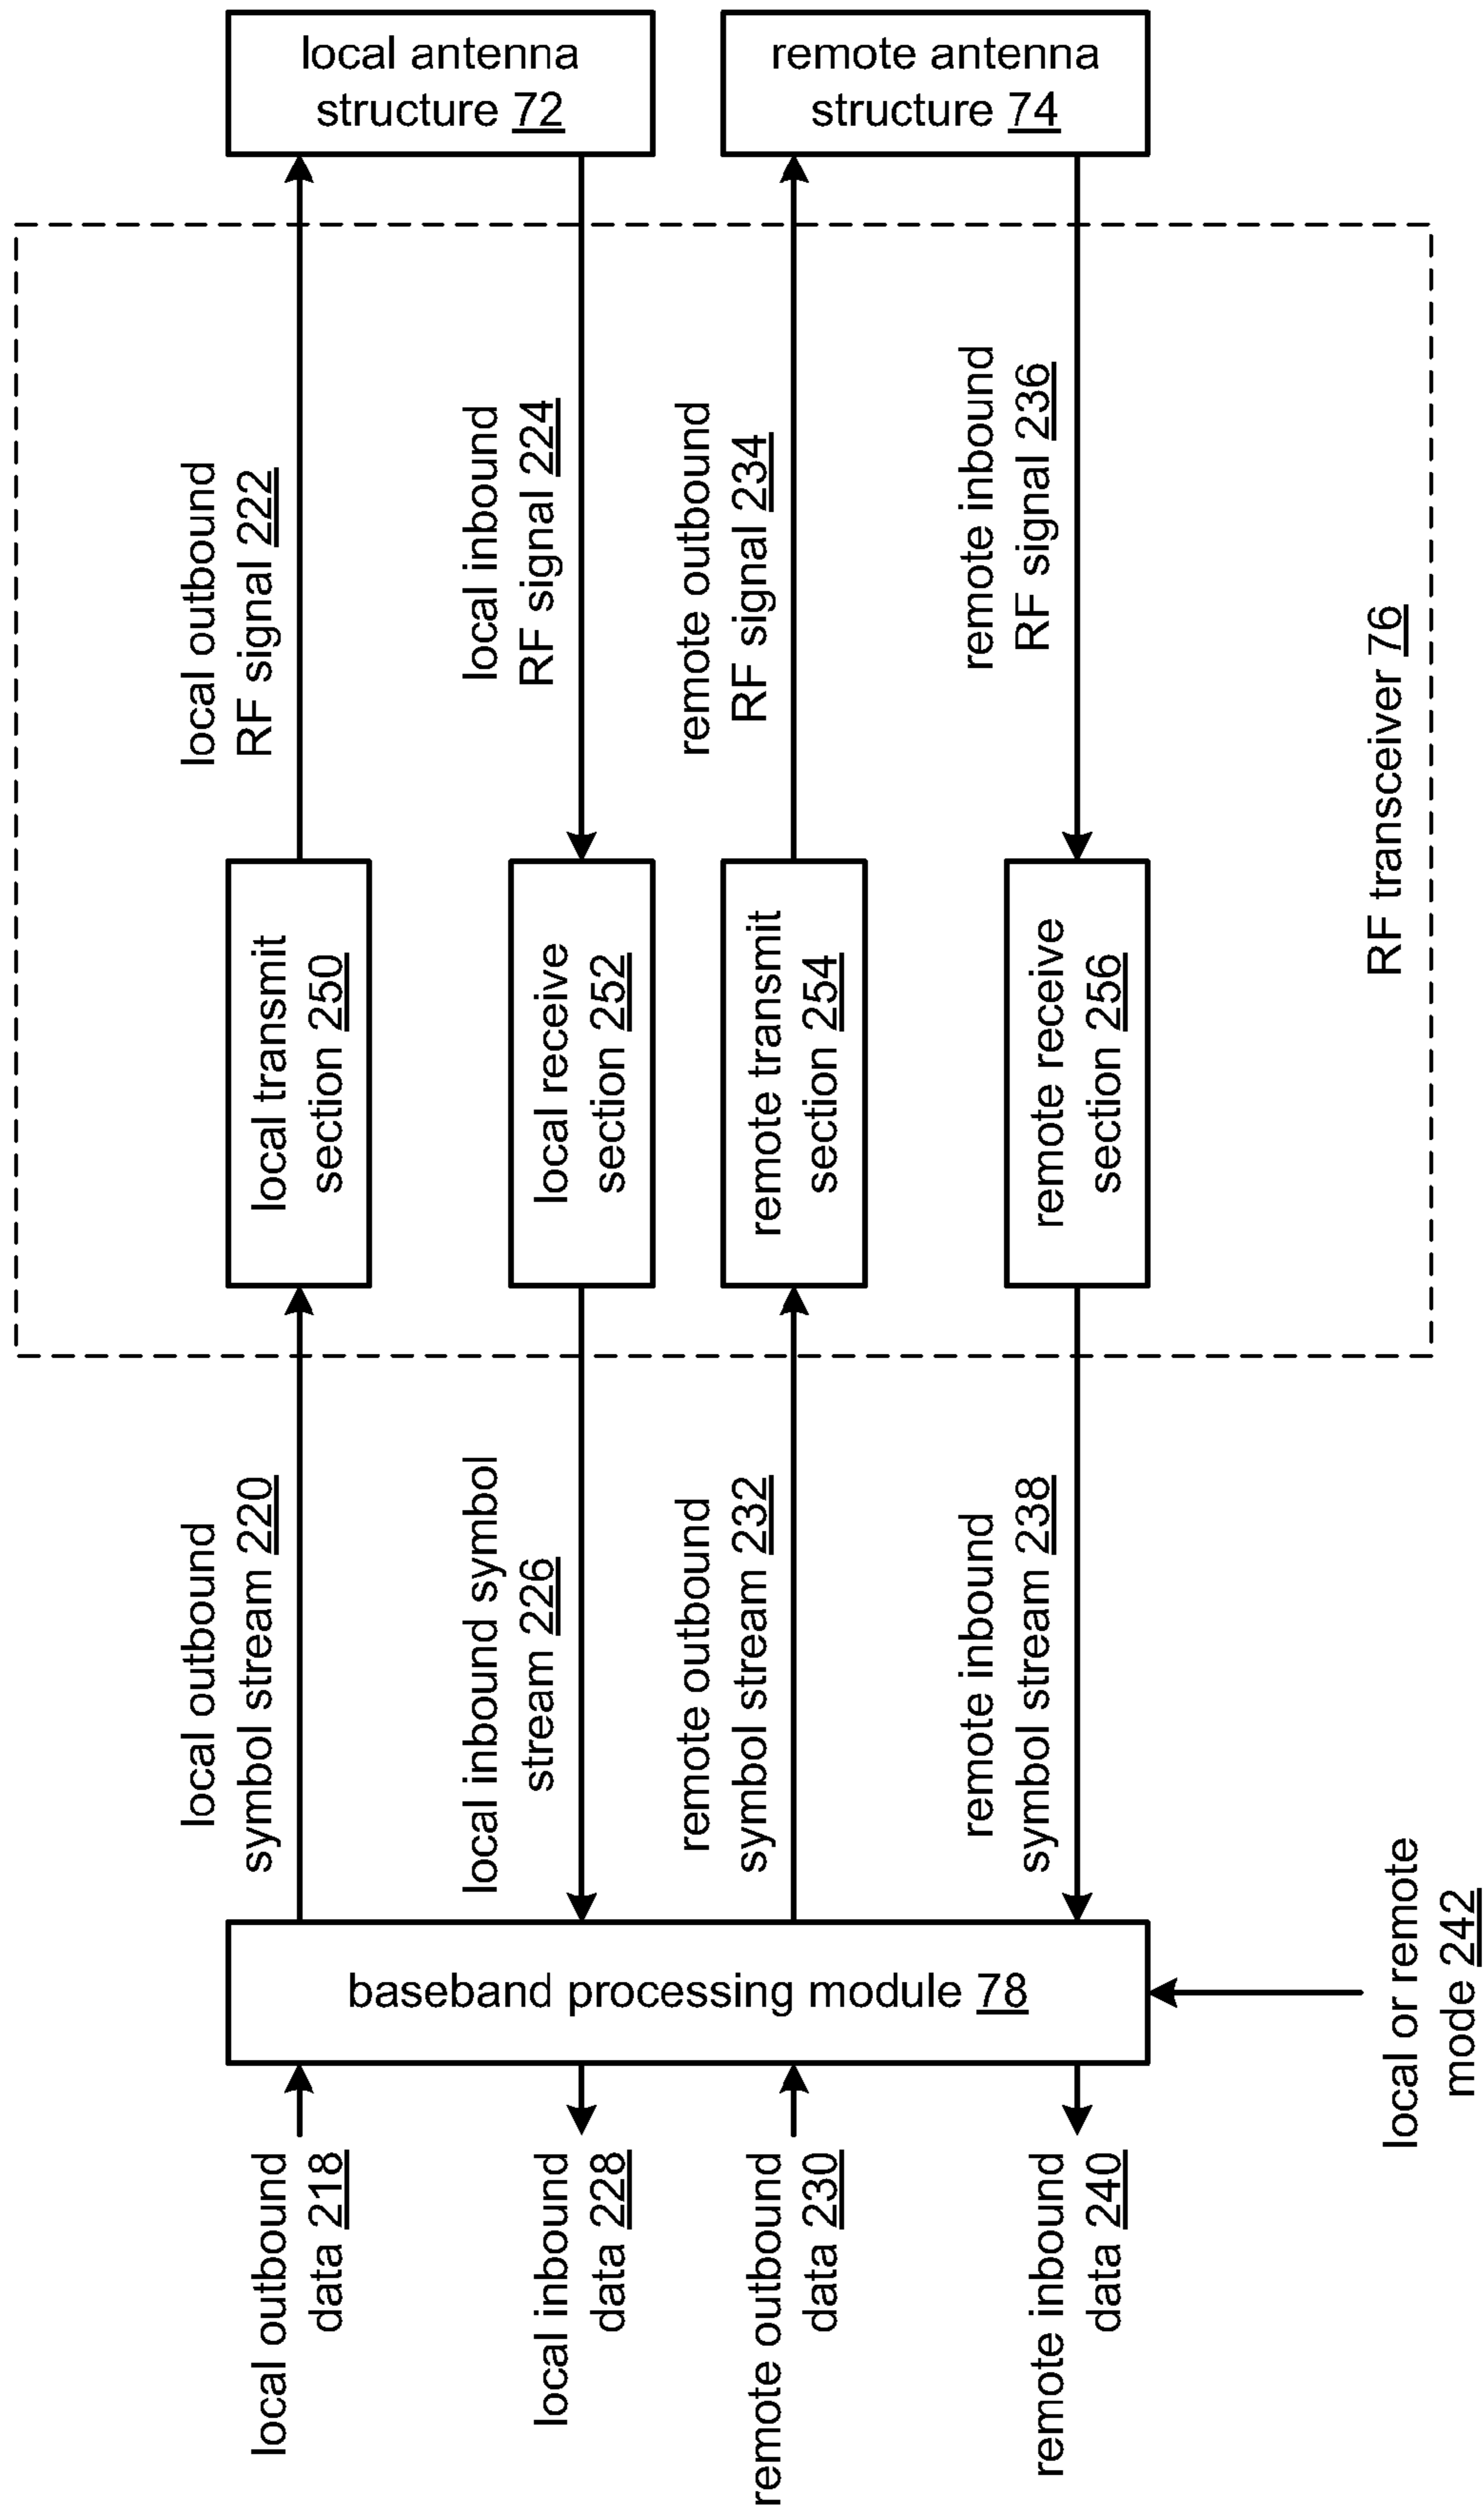 local antenna
structure 72
remote antenna
structure 74
local outbound
RF signal 222
local inbound
RF signal 224
remote outbound
RF signal 234
remote inbound
RF signal 236
RF transceiver 76
local transmit
section 250
local receive
section 252
remote transmit
section 254
remote receive
section 256
local outbound
symbol stream 220
local inbound symbol
stream 226
remote outbound
symbol stream 232
remote inbound
symbol stream 238
baseband processing module 78
local or remote
mode 242
local outbound
data 218
local inbound
data 228
remote outbound
data 230
remote inbound
data 240